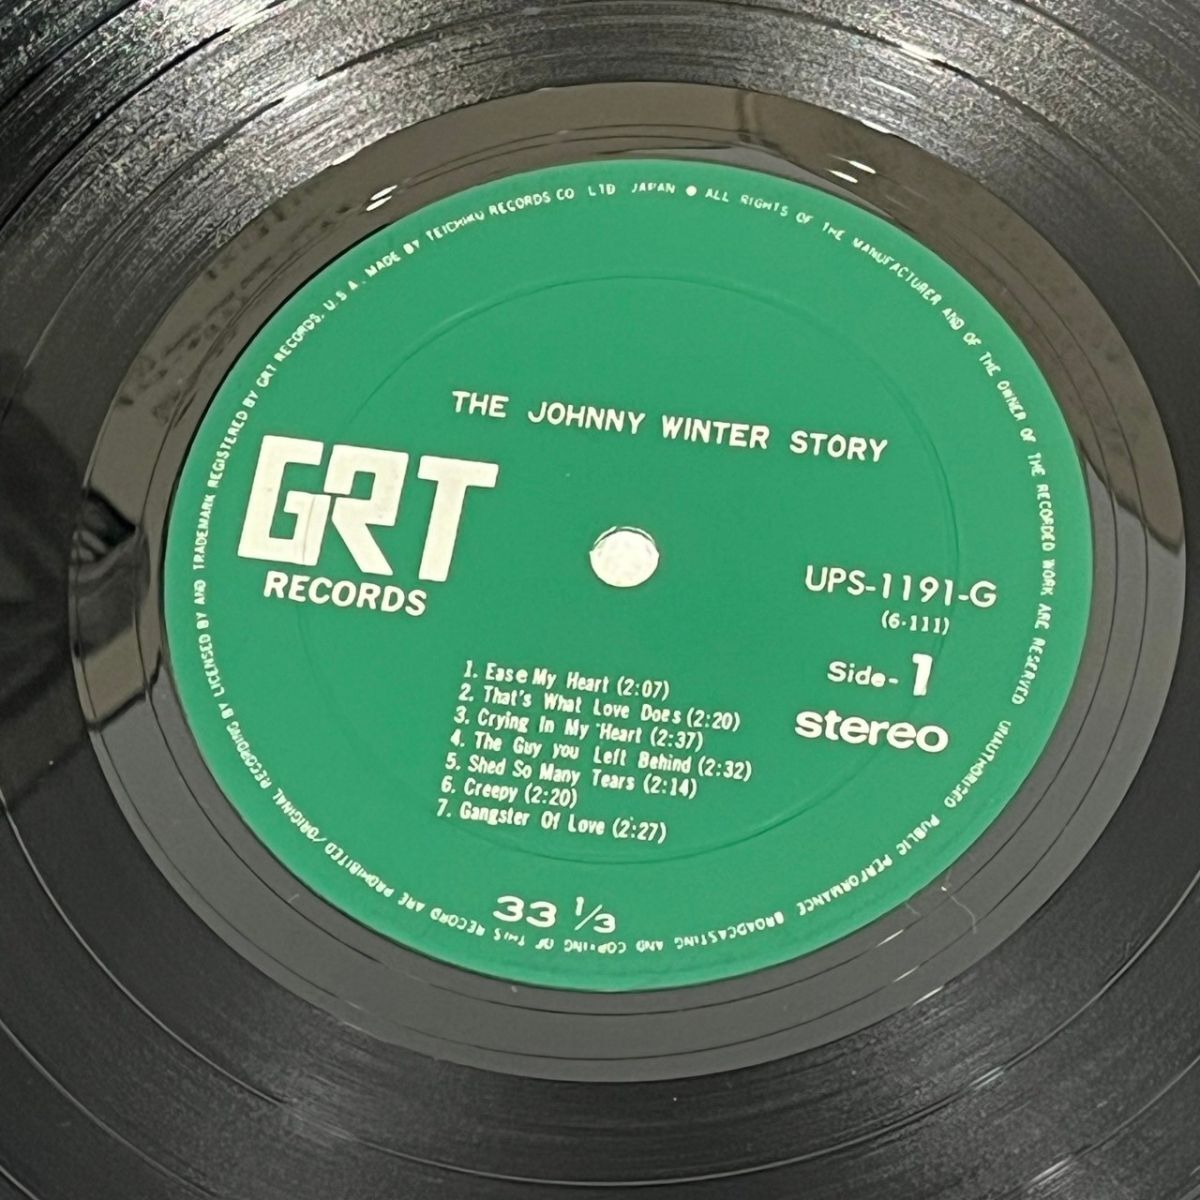 THE JOHNNY WINTER STORY
GRT
RECORDS
UPS-1191-G
(6-111)
Side-1
stereo
1. Ease My Heart (2:07)
2. That's What Love Does (2:20)
3. Crying In My Heart (2:37)
4. The Guy you Left Behind (2:32)
5. Shed So Many Tears (2:14)
6. Creepy (2:20)
7. Gangster Of Love (2:27)
33 1/3
ORIGINAL RECORDING BY LICENSED BY AND TRADEMARK REGISTERED BY GRT RECORDS, U.S.A. MADE BY TEICHIKU RECORDS CO LTD JAPAN ● ALL RIGHTS OF THE MANUFACTURER AND OF THE OWNER OF THE RECORDED WORK ARE RESERVED UNAUTHORISED PUBLIC PERFORMANCE BROADCASTING AND COPYING OF THIS RECORD ARE PROHIBITED/